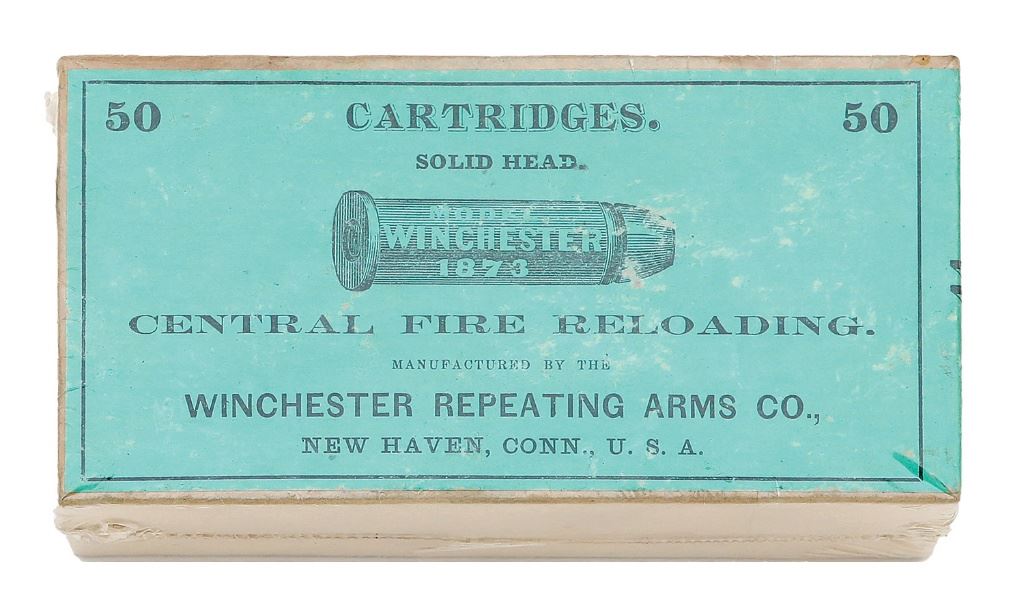 50 CARTRIDGES. 50
SOLID HEAD.
MODEL
WINCHESTER
1873
CENTRAL FIRE RELOADING.
MANUFACTURED BY THE
WINCHESTER REPEATING ARMS CO.,
NEW HAVEN, CONN., U. S. A.